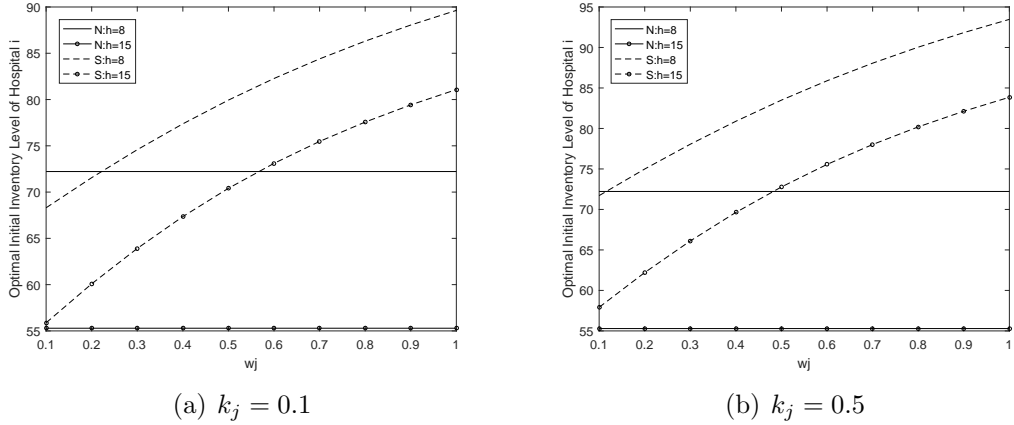 90
85
80
75
70
65
60
55
Optimal Initial Inventory Level of Hospital i
N:h=8
N:h=15
S:h=8
S:h=15
0.1 0.2 0.3 0.4 0.5 0.6 0.7 0.8 0.9 1
wj
(a) k_j = 0.1
95
90
85
80
75
70
65
60
55
Optimal Initial Inventory Level of Hospital i
N:h=8
N:h=15
S:h=8
S:h=15
0.1 0.2 0.3 0.4 0.5 0.6 0.7 0.8 0.9 1
wj
(b) k_j = 0.5